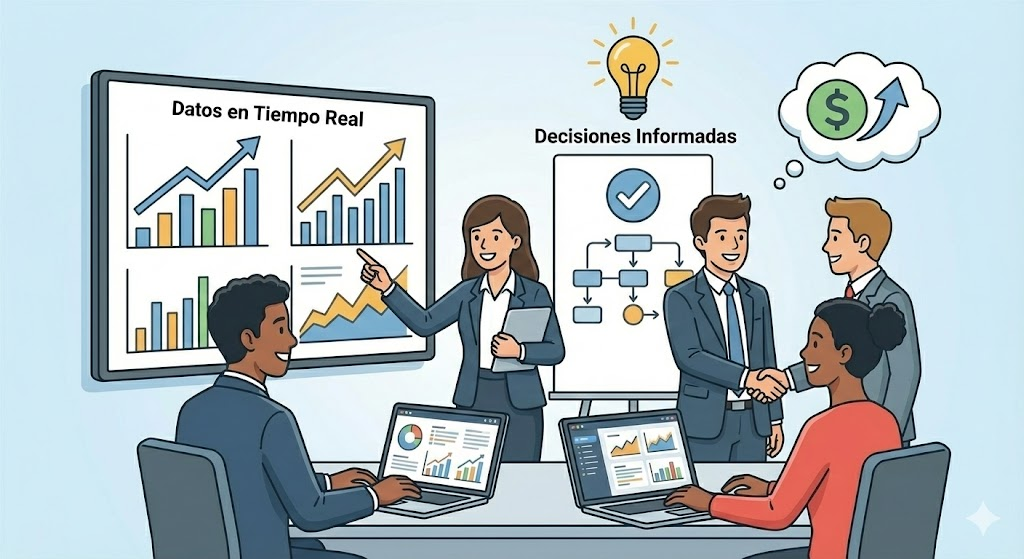 Datos en Tiempo Real
Decisiones Informadas
$